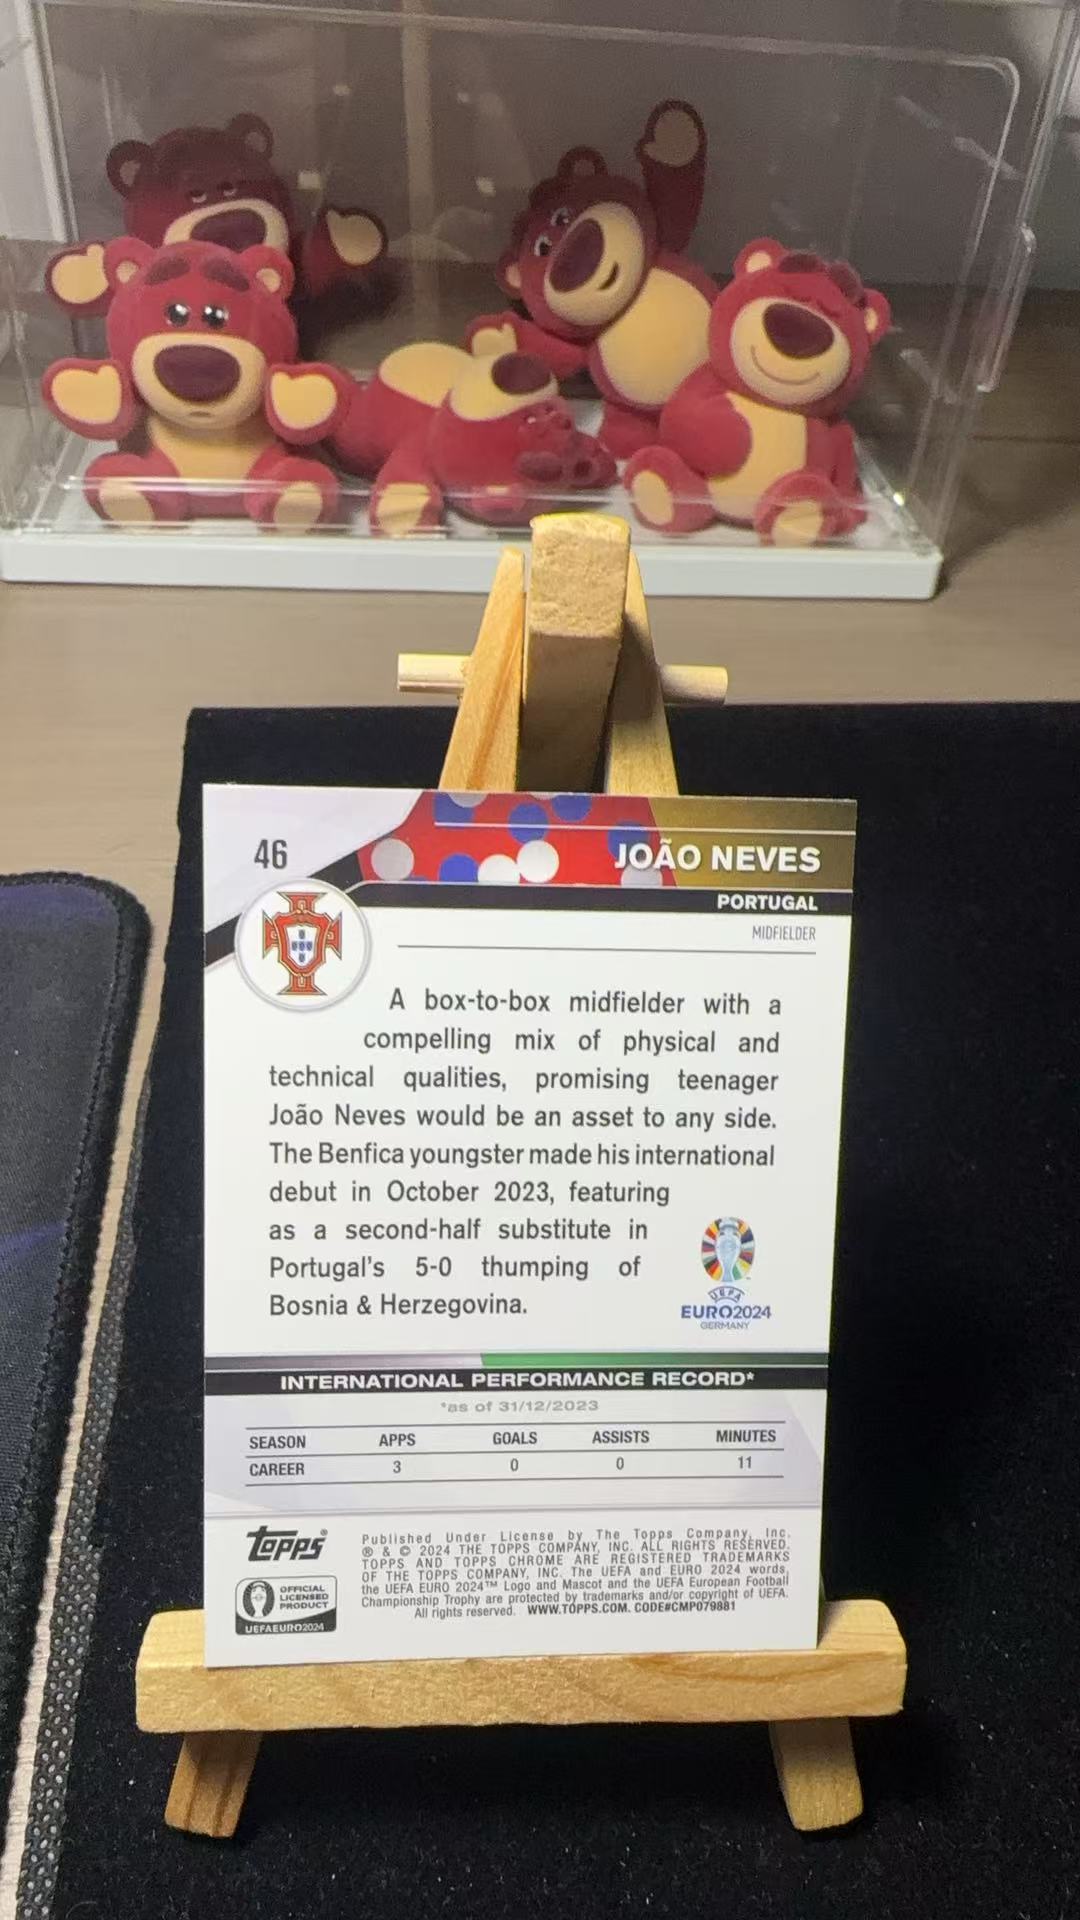 46
JOÃO NEVES
PORTUGAL
MIDFIELDER
A box-to-box midfielder with a
compelling mix of physical and
technical qualities, promising teenager
João Neves would be an asset to any side.
The Benfica youngster made his international
debut in October 2023, featuring
as a second-half substitute in
Portugal's 5-0 thumping of
Bosnia & Herzegovina.
UEFA
EURO2024
GERMANY
INTERNATIONAL PERFORMANCE RECORD*
*as of 31/12/2023
SEASON APPS GOALS ASSISTS MINUTES
CAREER 3 0 0 11
Topps®
OFFICIAL
LICENSED
PRODUCT
UEFAEURO2024
Published Under License by The Topps Company, Inc.
® & © 2024 THE TOPPS COMPANY, INC. ALL RIGHTS RESERVED.
TOPPS AND TOPPS CHROME ARE REGISTERED TRADEMARKS
OF THE TOPPS COMPANY, INC. The UEFA and EURO 2024 words,
the UEFA EURO 2024™ Logo and Mascot and the UEFA European Football
Championship Trophy are protected by trademarks and/or copyright of UEFA.
All rights reserved. WWW.TOPPS.COM. CODE#CMP079881